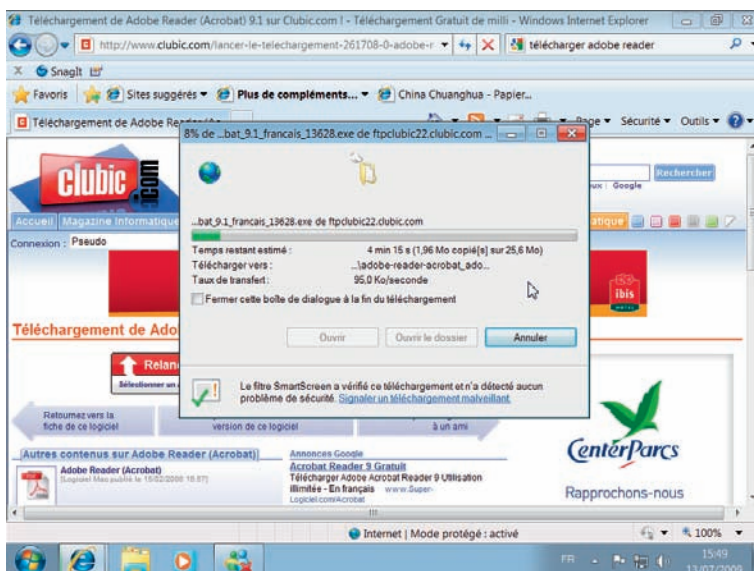 Téléchargement de Adobe Reader (Acrobat) 9.1 sur Clubic.com ! - Téléchargement Gratuit de milli - Windows Internet Explorer
http://www.clubic.com/lancer-le-telechargement-261708-0-adobe-r
télécharger adobe reader
X SnagIt
Favoris Sites suggérés Plus de compléments... China Chuanghua - Papier...
Téléchargement de Adobe
Page Sécurité Outils
8% de ...bat_9.1_francais_13628.exe de ftpclubic22.clubic.com ...
clubic .com
Rechercher
Google
Accueil Magazine Informatique
Connexion : Pseudo
...bat_9.1_francais_13628.exe de ftpclubic22.clubic.com
Temps restant estimé : 4 min 15 s (1,96 Mo copié[s] sur 25,6 Mo)
Télécharger vers : ...\adobe-reader-acrobat_ado...
Taux de transfert : 95,0 Ko/seconde
Fermer cette boîte de dialogue à la fin du téléchargement
Ouvrir Ouvrir le dossier Annuler
ibis
HOTEL
Téléchargement de Ado
Relan
Sélectionner un
Le filtre SmartScreen a vérifié ce téléchargement et n'a détecté aucun
problème de sécurité. Signaler un téléchargement malveillant.
Retournez vers la
fiche de ce logiciel
version de ce logiciel
à un ami
CenterParcs
Rapprochons-nous
Autres contenus sur Adobe Reader (Acrobat)
Adobe Reader (Acrobat)
Annonces Google
Acrobat Reader 9 Gratuit
Télécharger Adobe Acrobat Reader 9 Utilisation
illimitée - En français www.Super-
Logiciel.com/Acrobat
Internet | Mode protégé : activé
100%
FR
15:49
13/07/2009